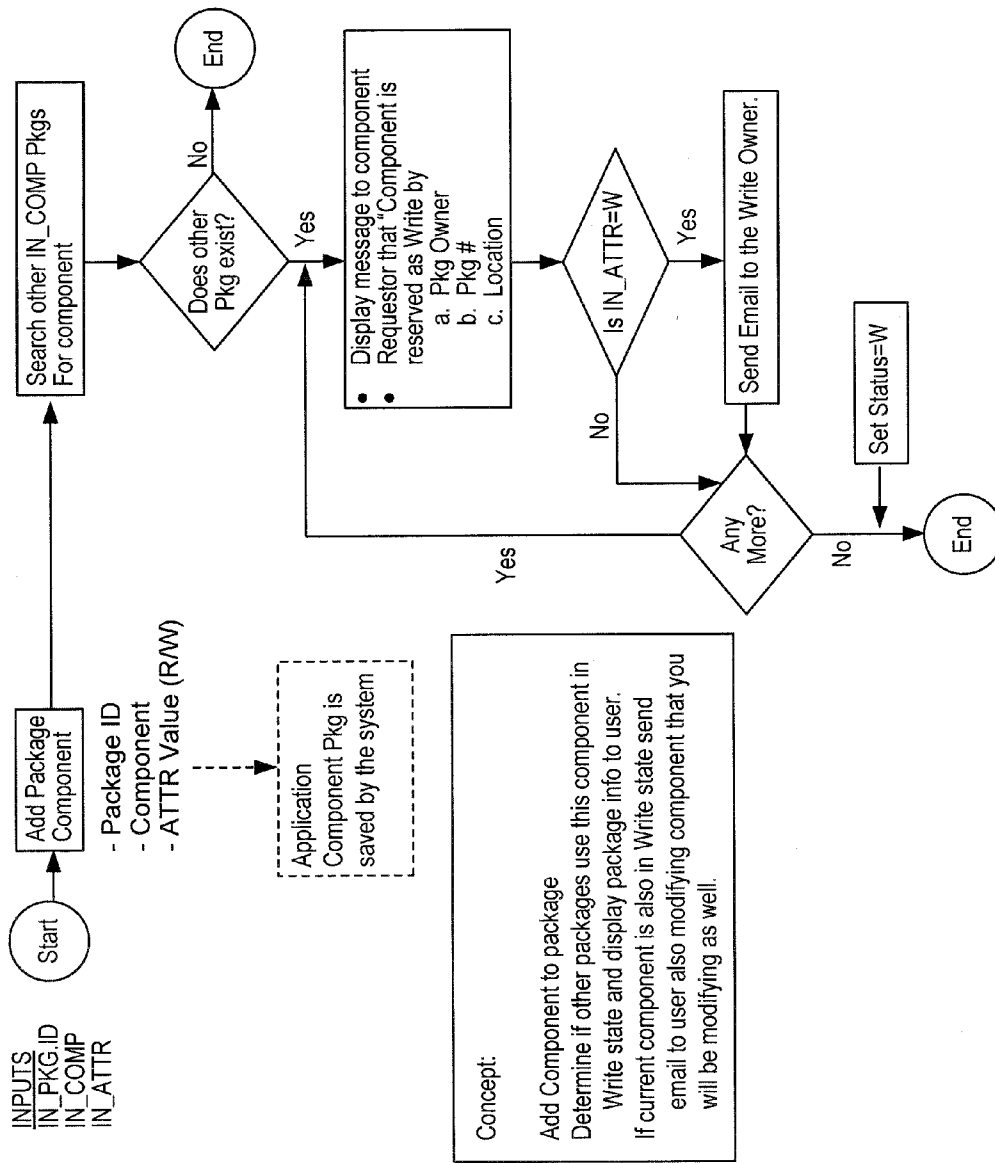 INPUTS
IN_PKG.ID
IN_COMP
IN_ATTR
Start
Add Package
Component
- Package ID
- Component
- ATTR Value (R/W)
Application
Component Pkg is
saved by the system
Search other IN_COMP Pkgs
For component
Does other
Pkg exist?
No
End
Yes
• Display message to component
• Requestor that "Component is
reserved as Write by
a. Pkg Owner
b. Pkg #
c. Location
Is IN_ATTR=W
No
Yes
Send Email to the Write Owner.
Any
More?
Yes
No
Set Status=W
End
Concept:
Add Component to package
Determine if other packages use this component in
Write state and display package info to user.
If current component is also in Write state send
email to user also modifying component that you
will be modifying as well.